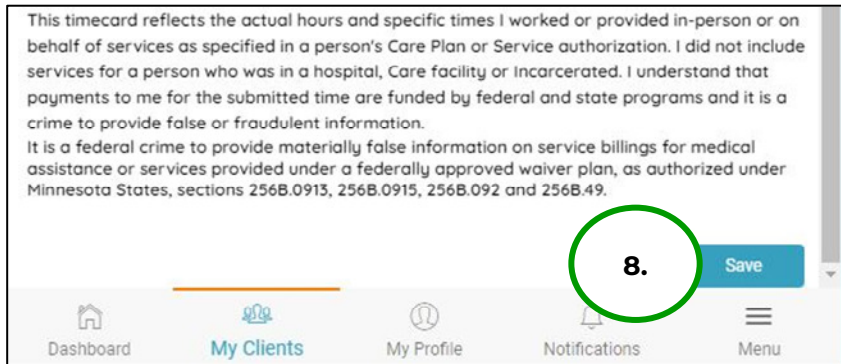 This timecard reflects the actual hours and specific times I worked or provided in-person or on
behalf of services as specified in a person's Care Plan or Service authorization. I did not include
services for a person who was in a hospital, Care facility or Incarcerated. I understand that
payments to me for the submitted time are funded by federal and state programs and it is a
crime to provide false or fraudulent information.
It is a federal crime to provide materially false information on service billings for medical
assistance or services provided under a federally approved waiver plan, as authorized under
Minnesota States, sections 256B.0913, 256B.0915, 256B.092 and 256B.49.
8.
Save
Dashboard
My Clients
My Profile
Notifications
Menu